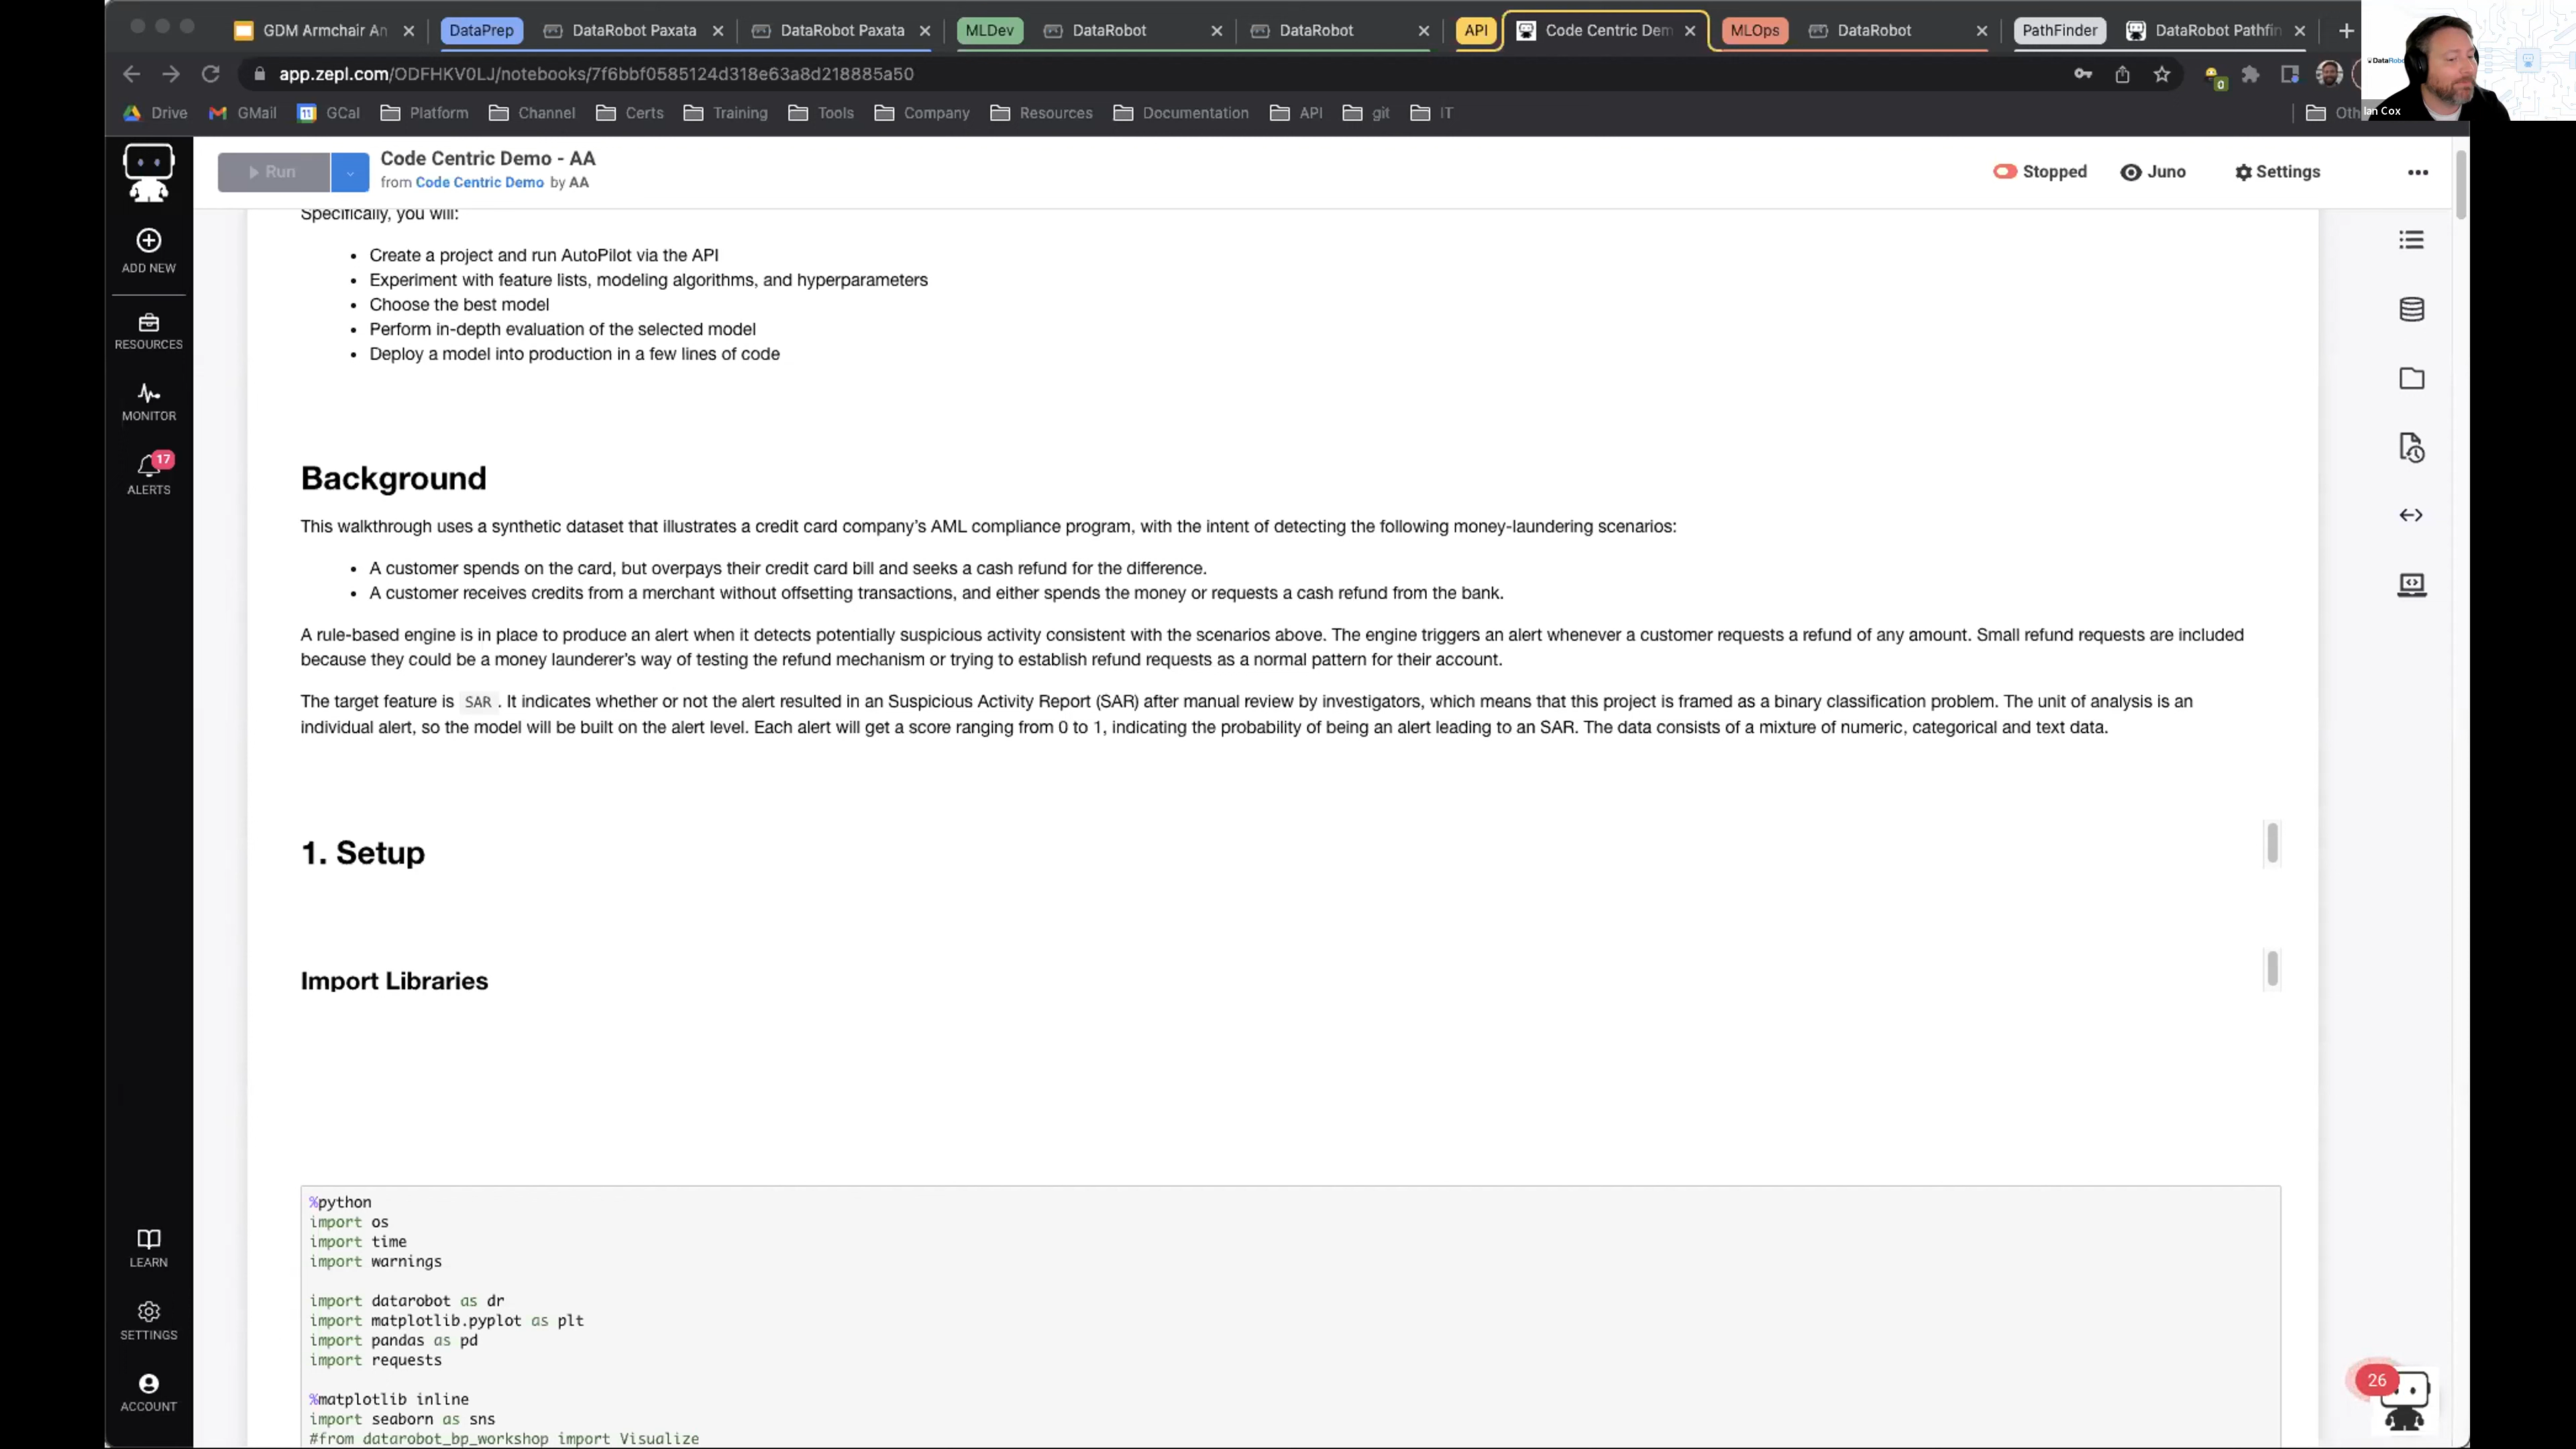 GDM Armchair An
DataPrep
DataRobot Paxata
DataRobot Paxata
MLDev
DataRobot
DataRobot
API
Code Centric Dem
MLOps
DataRobot
PathFinder
DataRobot Pathfin
app.zepl.com/ODFHKV0LJ/notebooks/7f6bbf0585124d318e63a8d218885a50
0
Drive
GMail
11
GCal
Platform
Channel
Certs
Training
Tools
Company
Resources
Documentation
API
git
IT
Oth
Ian Cox
Run
Code Centric Demo - AA
from Code Centric Demo by AA
Stopped
Juno
Settings
ADD NEW
RESOURCES
MONITOR
17
ALERTS
LEARN
SETTINGS
ACCOUNT
Specifically, you will:
• Create a project and run AutoPilot via the API
• Experiment with feature lists, modeling algorithms, and hyperparameters
• Choose the best model
• Perform in-depth evaluation of the selected model
• Deploy a model into production in a few lines of code
Background
This walkthrough uses a synthetic dataset that illustrates a credit card company’s AML compliance program, with the intent of detecting the following money-laundering scenarios:
• A customer spends on the card, but overpays their credit card bill and seeks a cash refund for the difference.
• A customer receives credits from a merchant without offsetting transactions, and either spends the money or requests a cash refund from the bank.
A rule-based engine is in place to produce an alert when it detects potentially suspicious activity consistent with the scenarios above. The engine triggers an alert whenever a customer requests a refund of any amount. Small refund requests are included
because they could be a money launderer’s way of testing the refund mechanism or trying to establish refund requests as a normal pattern for their account.
The target feature is SAR . It indicates whether or not the alert resulted in an Suspicious Activity Report (SAR) after manual review by investigators, which means that this project is framed as a binary classification problem. The unit of analysis is an
individual alert, so the model will be built on the alert level. Each alert will get a score ranging from 0 to 1, indicating the probability of being an alert leading to an SAR. The data consists of a mixture of numeric, categorical and text data.
1. Setup
Import Libraries
%python
import os
import time
import warnings
import datarobot as dr
import matplotlib.pyplot as plt
import pandas as pd
import requests
%matplotlib inline
import seaborn as sns
#from datarobot_bp_workshop import Visualize
26